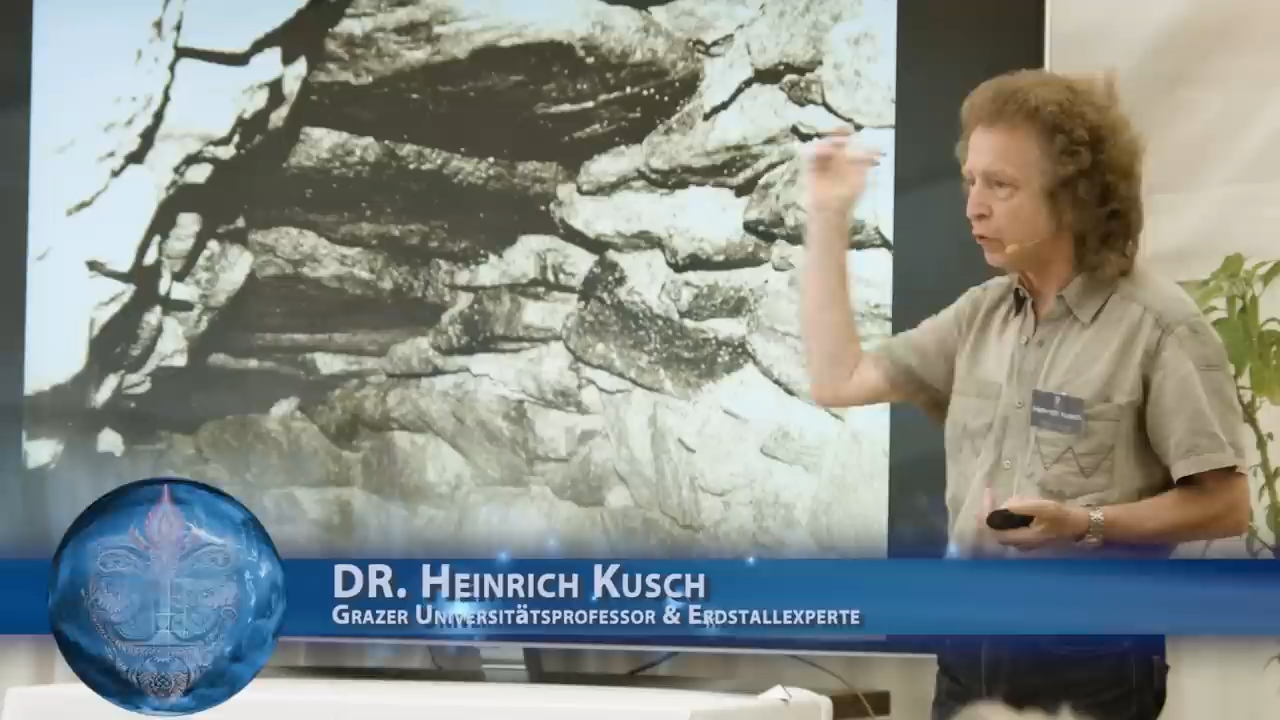 DR. HEINRICH KUSCH
GRAZER UNIVERSITÄTSPROFESSOR & ERDSTALLEXPERTE